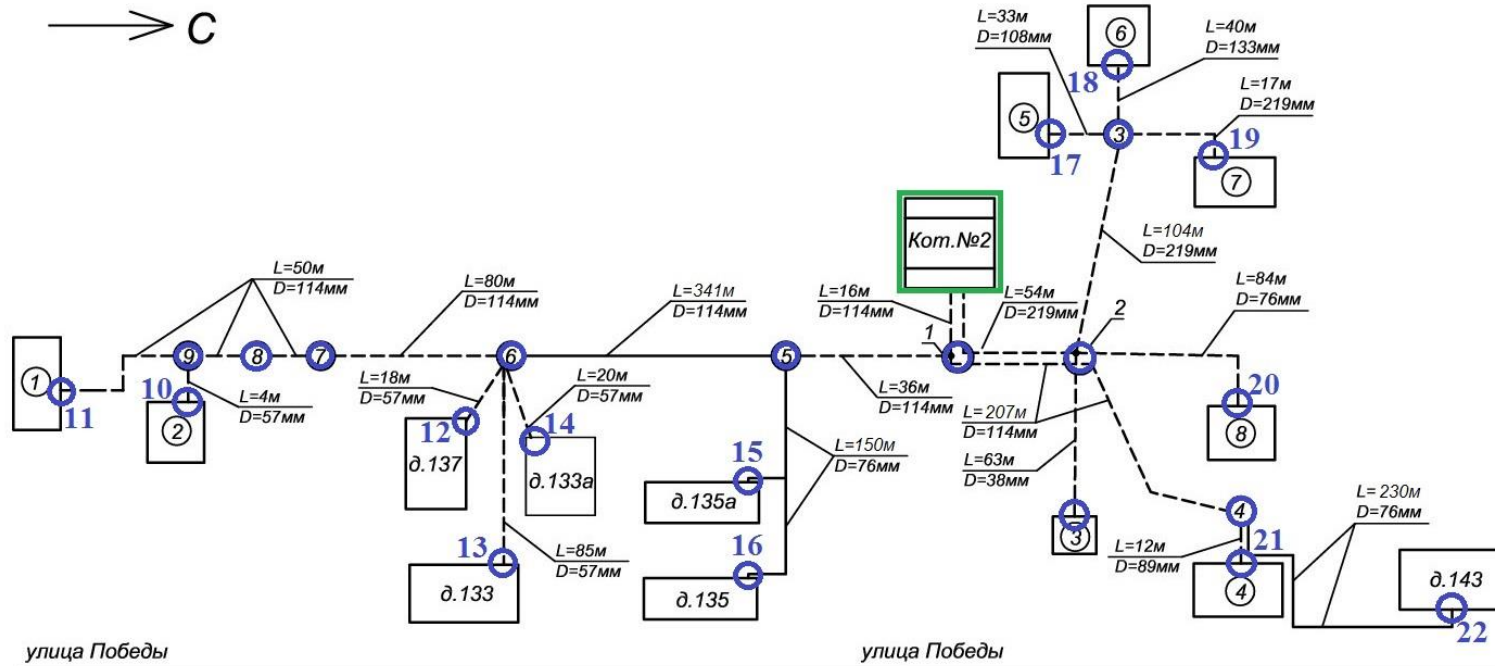 С
L=33м
D=108мм
6
L=40м
D=133мм
18
L=17м
D=219мм
5
3
17
19
7
Кот.№2
L=104м
D=219мм
L=50м
D=114мм
L=80м
D=114мм
L=341м
D=114мм
L=16м
D=114мм
L=54м
D=219мм
2
L=84м
D=76мм
1
9
8
7
6
5
1
11
10
L=4м
D=57мм
2
L=18м
D=57мм
L=20м
D=57мм
L=36м
D=114мм
20
8
12
14
д.137
д.133а
L=207м
D=114мм
15
L=150м
D=76мм
L=63м
D=38мм
д.135а
4
L=230м
D=76мм
3
13
L=85м
D=57мм
16
L=12м
D=89мм
21
д.133
д.135
4
д.143
22
улица Победы
улица Победы